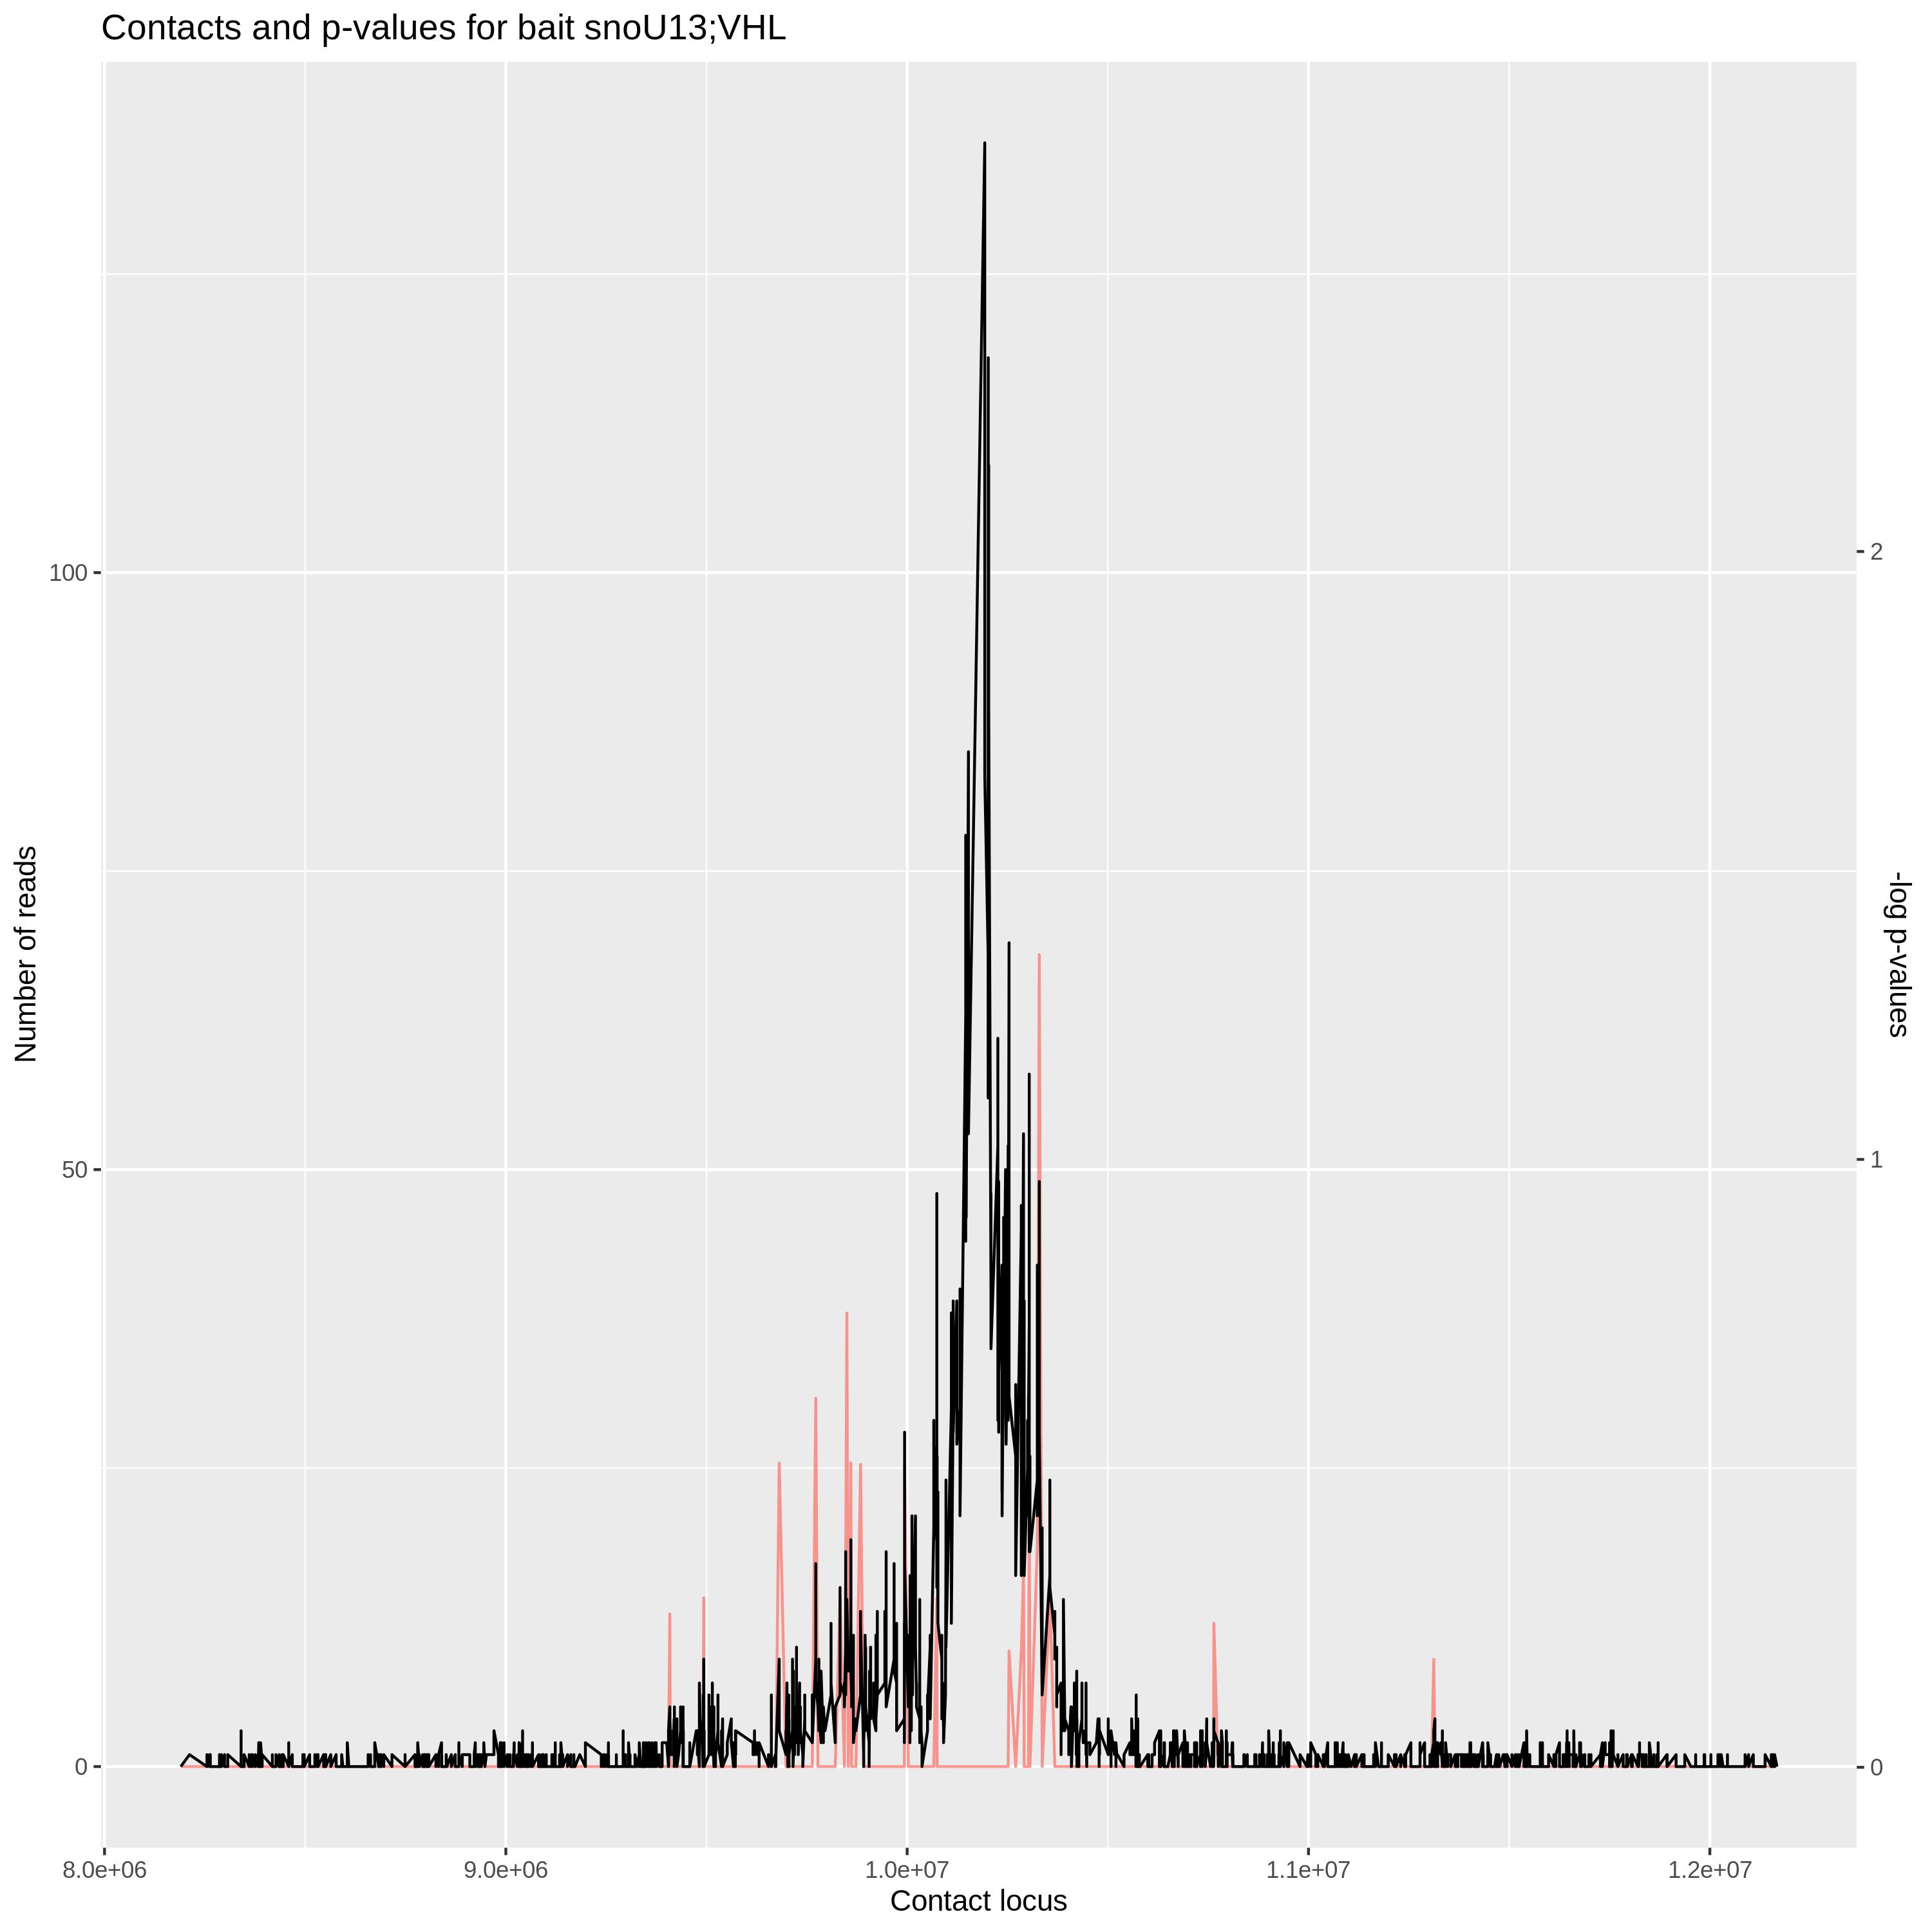 Contacts and p-values for bait snoU13;VHL
100
50
0
Number of reads
2
1
0
-log p-values
8.0e+06
9.0e+06
1.0e+07
1.1e+07
1.2e+07
Contact locus